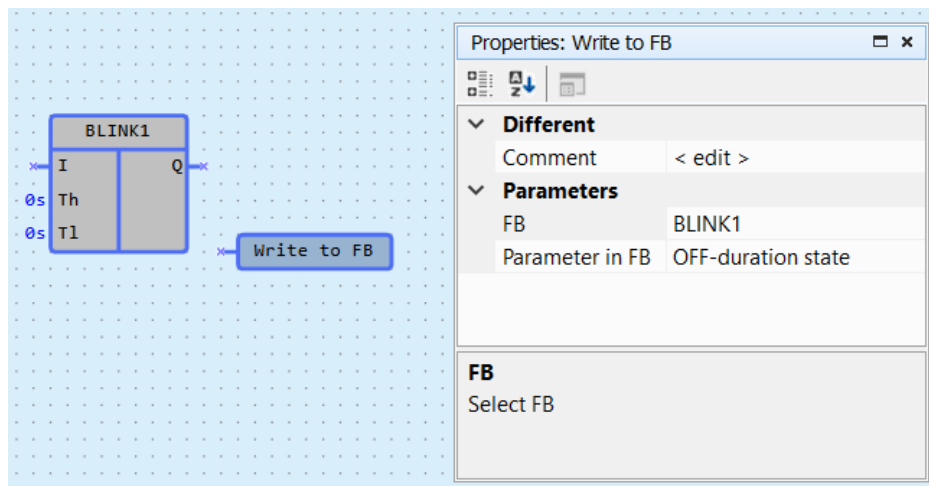 BLINK1
I Q
0s Th
0s Tl
Write to FB
Properties: Write to FB
Different
Comment < edit >
Parameters
FB BLINK1
Parameter in FB OFF-duration state
FB
Select FB